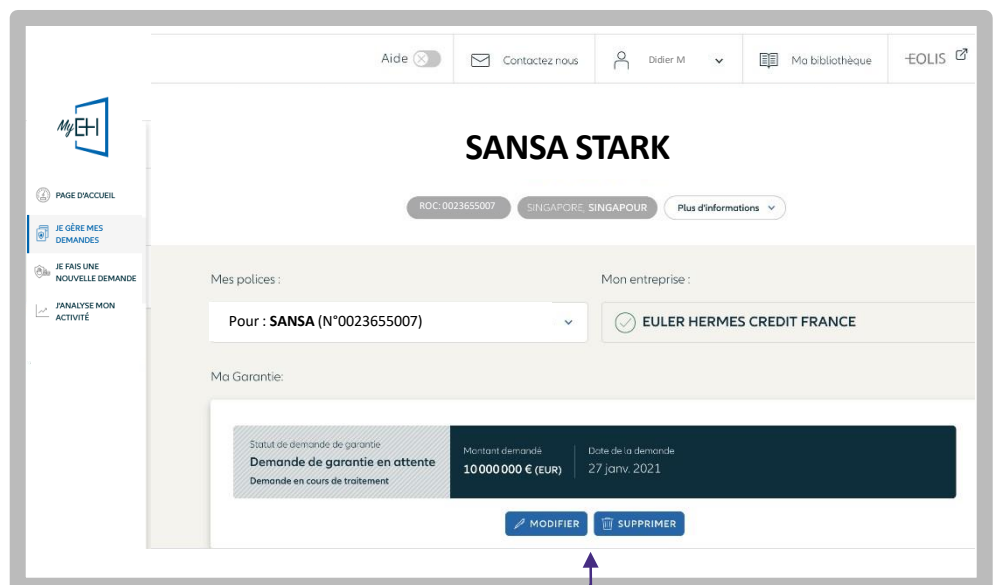 Aide
Contactez nous
Didier M
Ma bibliothèque
EOLIS
MyEH
SANSA STARK
ROC: 0023655007
SINGAPORE, SINGAPOUR
Plus d'informations
PAGE D'ACCUEIL
JE GÈRE MES
DEMANDES
JE FAIS UNE
NOUVELLE DEMANDE
J'ANALYSE MON
ACTIVITÉ
Mes polices :
Pour : SANSA (N°0023655007)
Mon entreprise :
EULER HERMES CREDIT FRANCE
Ma Garantie:
Statut de demande de garantie
Demande de garantie en attente
Demande en cours de traitement
Montant demandé
10 000 000 € (EUR)
Date de la demande
27 janv. 2021
MODIFIER
SUPPRIMER